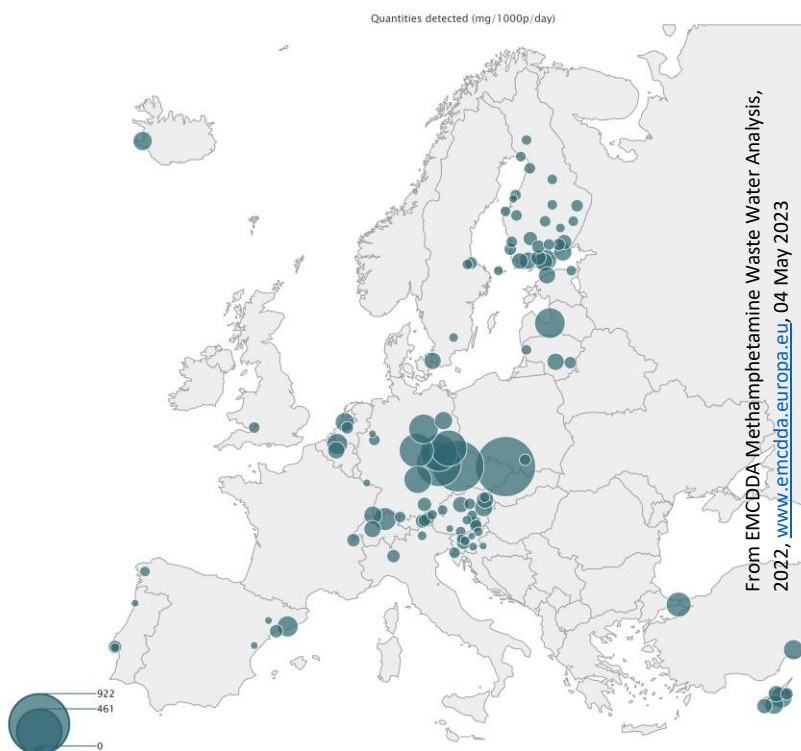 Quantities detected (mg/1000p/day)
From EMCDDA Methamphetamine Waste Water Analysis,
2022, www.emcdda.europa.eu, 04 May 2023
922
461
0